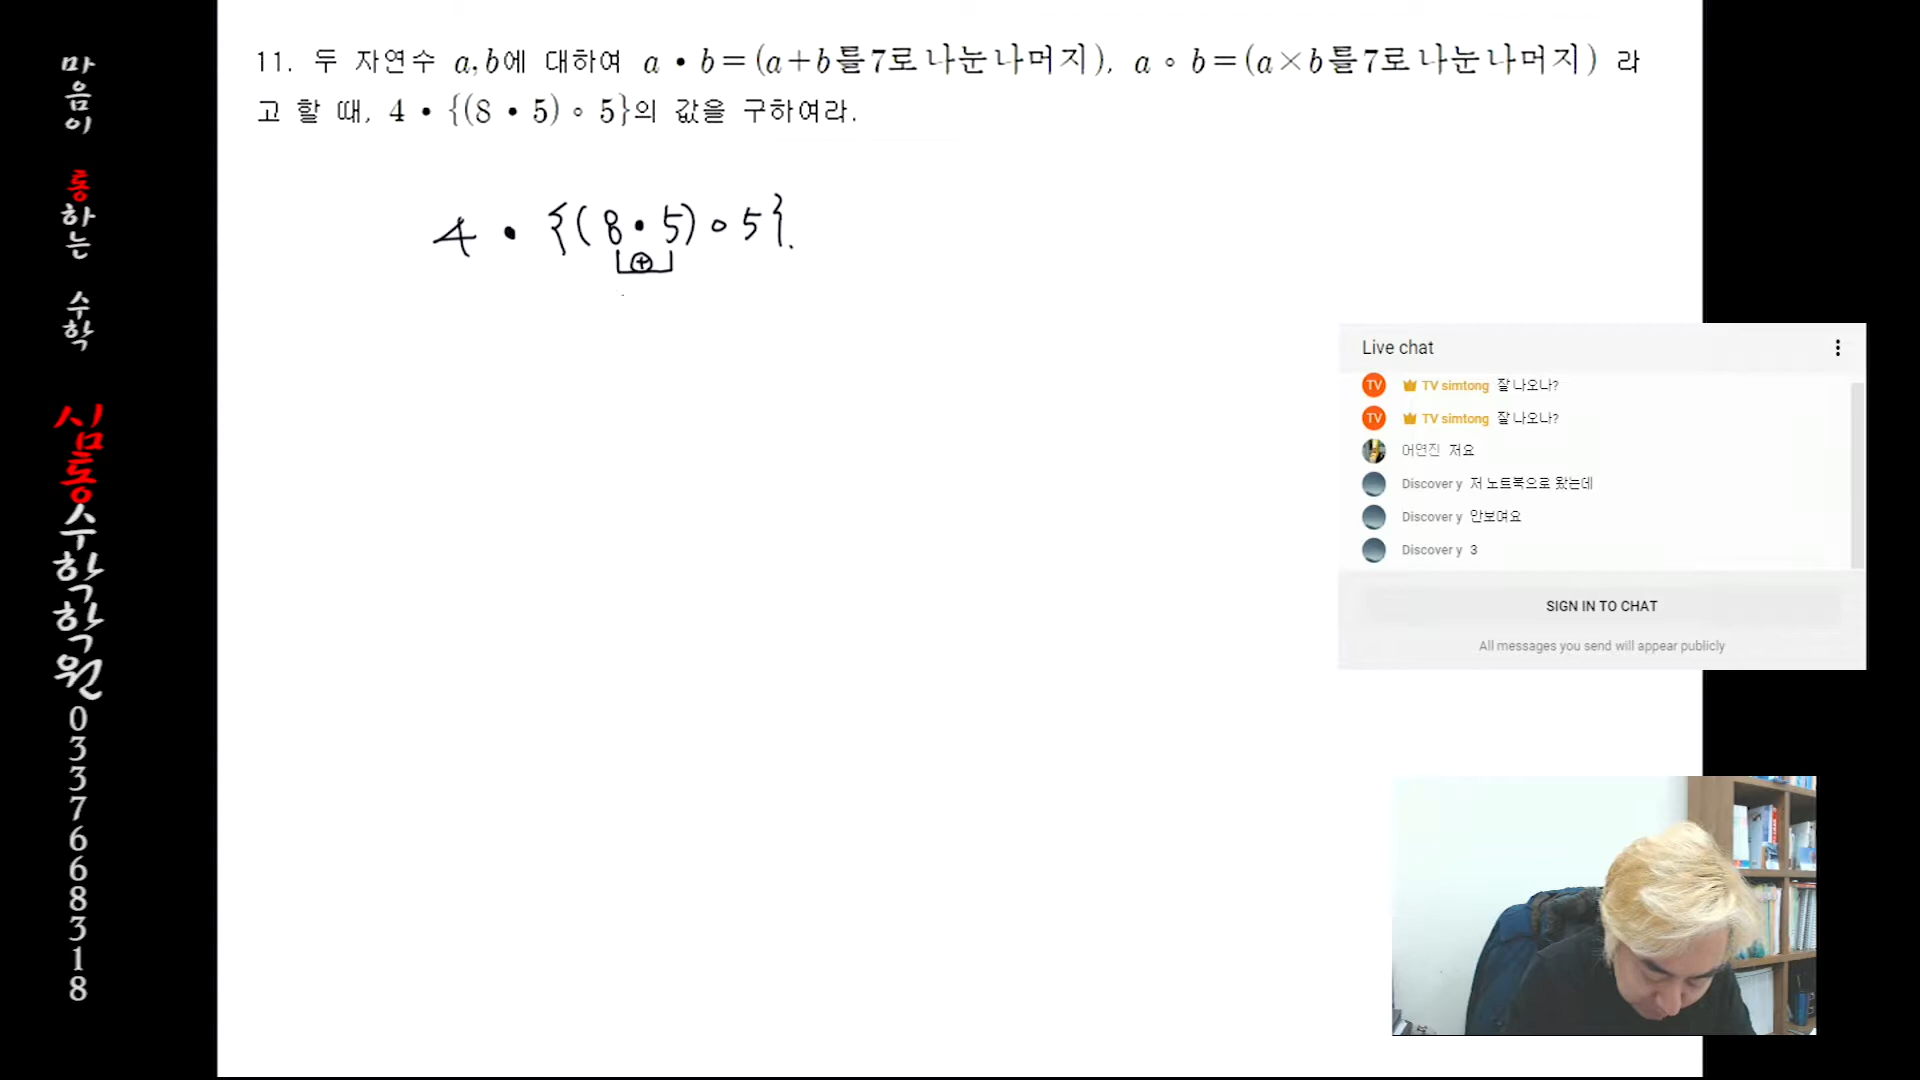 마음이 통하는 수학
심통수학학원
0337668318
11. 두 자연수 a, b에 대하여 a • b = (a+b를 7로 나눈 나머지), a ∘ b = (a×b를 7로 나눈 나머지) 라
고 할 때, 4 • {(8 • 5) ∘ 5}의 값을 구하여라.
4 • {(8 • 5) ∘ 5}.
⊕
Live chat
TV TV simtong 잘 나오나?
TV TV simtong 잘 나오나?
어연진 저요
Discover y 저 노트북으로 왔는데
Discover y 안보여요
Discover y 3
SIGN IN TO CHAT
All messages you send will appear publicly